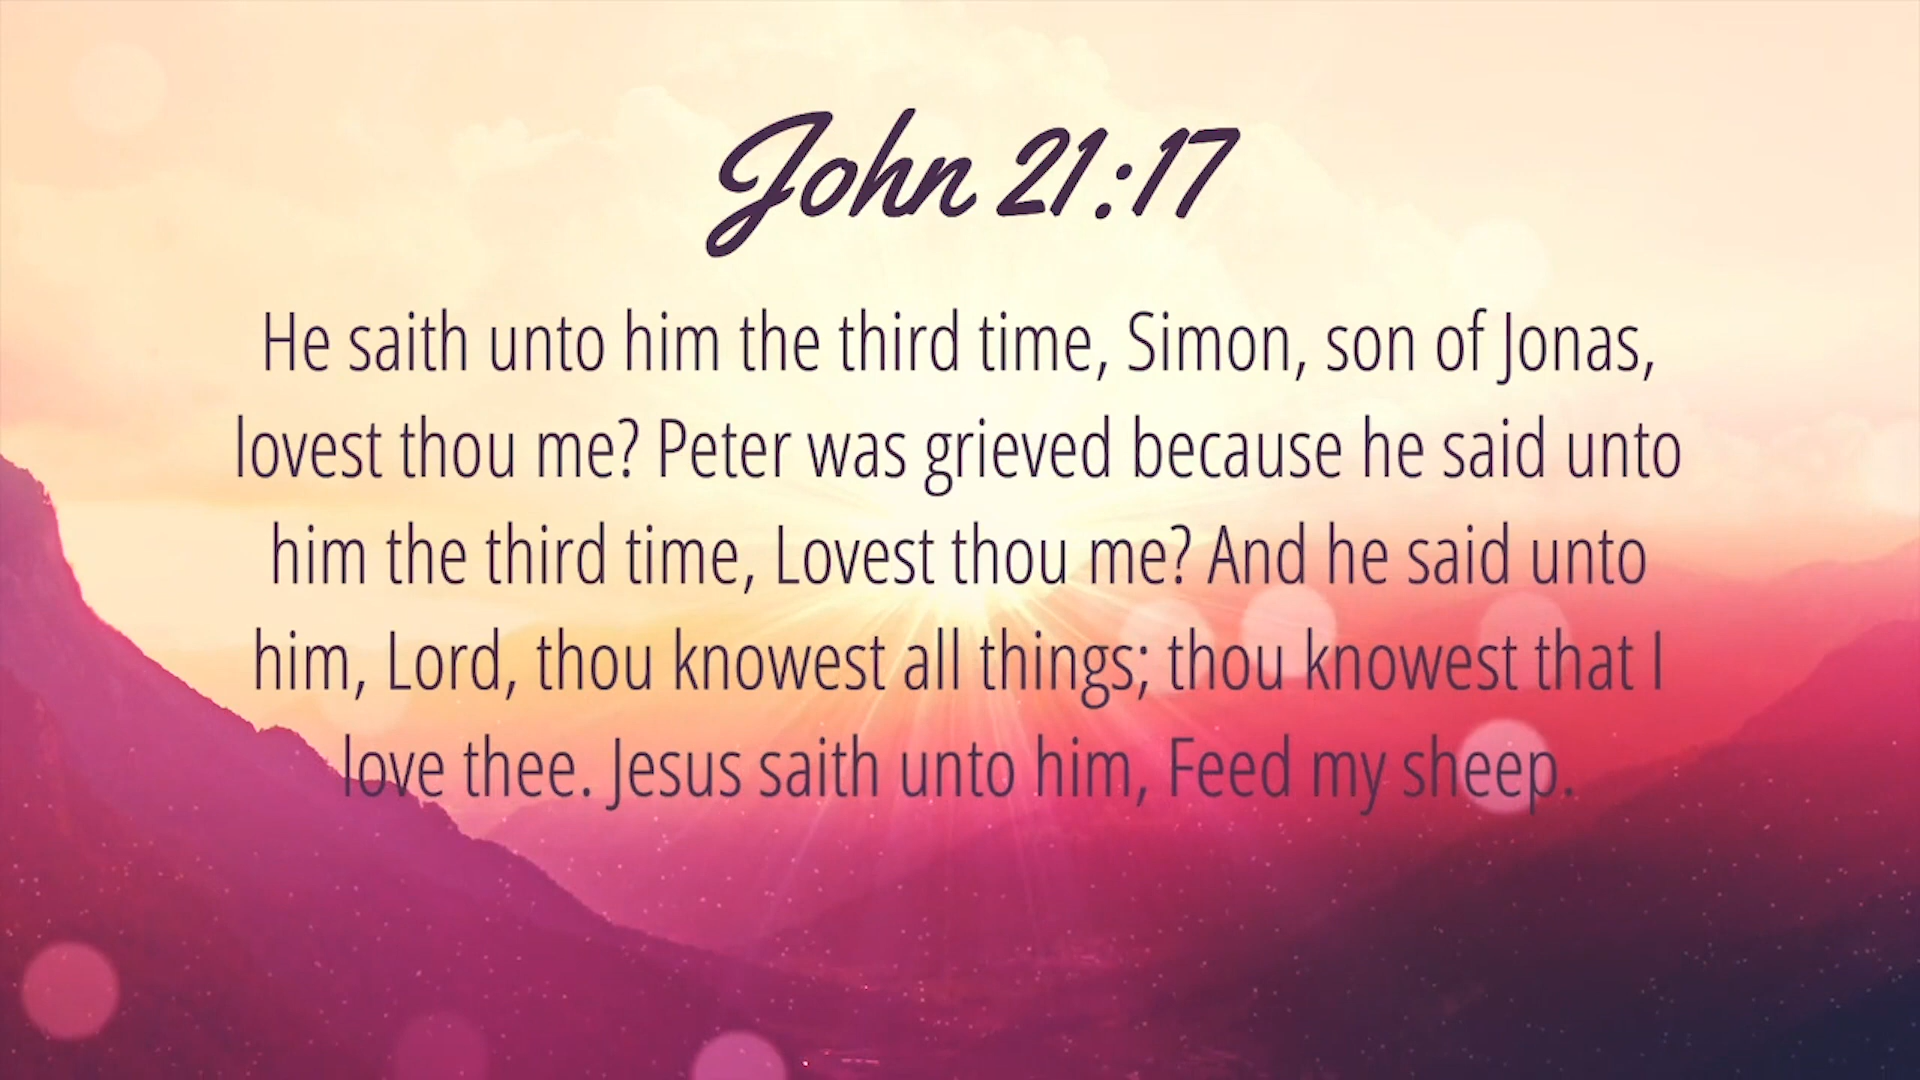 John 21:17
He saith unto him the third time, Simon, son of Jonas,
lovest thou me? Peter was grieved because he said unto
him the third time, Lovest thou me? And he said unto
him, Lord, thou knowest all things; thou knowest that I
love thee. Jesus saith unto him, Feed my sheep.